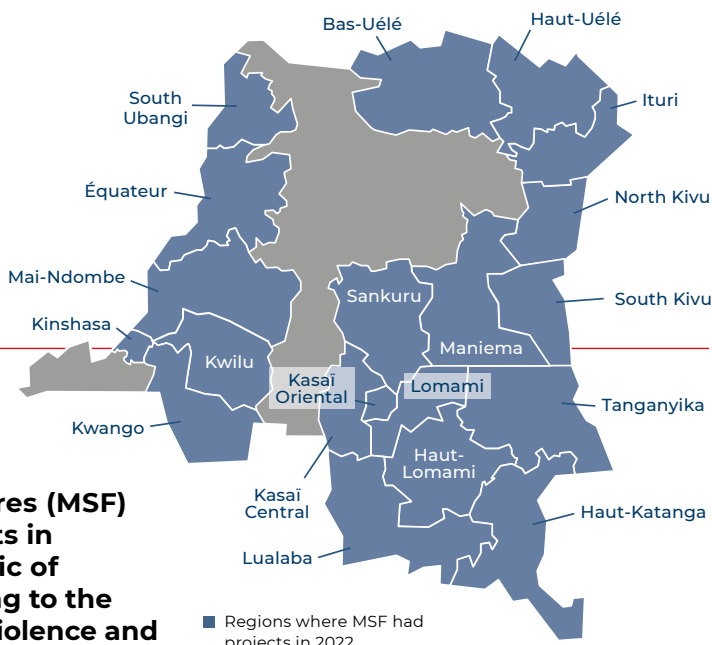 Bas-Uélé
Haut-Uélé
South
Ubangi
Ituri
Équateur
North Kivu
Mai-Ndombe
Sankuru
South Kivu
Kinshasa
Kwilu
Maniema
Kasaï
Oriental
Lomami
Tanganyika
Kwango
Haut-
Lomami
Kasaï
Central
Haut-Katanga
Lualaba
res (MSF)
ts in
ic of
g to the
violence and
Regions where MSF had
projects in 2022